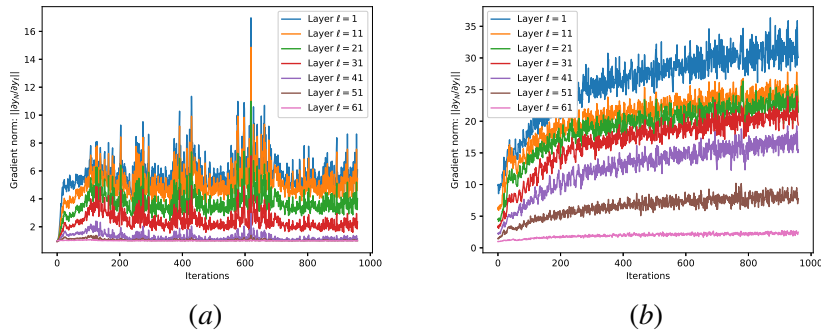 Layer ℓ = 1
Layer ℓ = 11
Layer ℓ = 21
Layer ℓ = 31
Layer ℓ = 41
Layer ℓ = 51
Layer ℓ = 61
16
14
12
10
8
6
4
2
Gradient norm: ||∂y_N/∂y_ℓ||
0 200 400 600 800 1000
Iterations
(a)
Layer ℓ = 1
Layer ℓ = 11
Layer ℓ = 21
Layer ℓ = 31
Layer ℓ = 41
Layer ℓ = 51
Layer ℓ = 61
35
30
25
20
15
10
5
0
Gradient norm: ||∂y_N/∂y_ℓ||
0 200 400 600 800 1000
Iterations
(b)